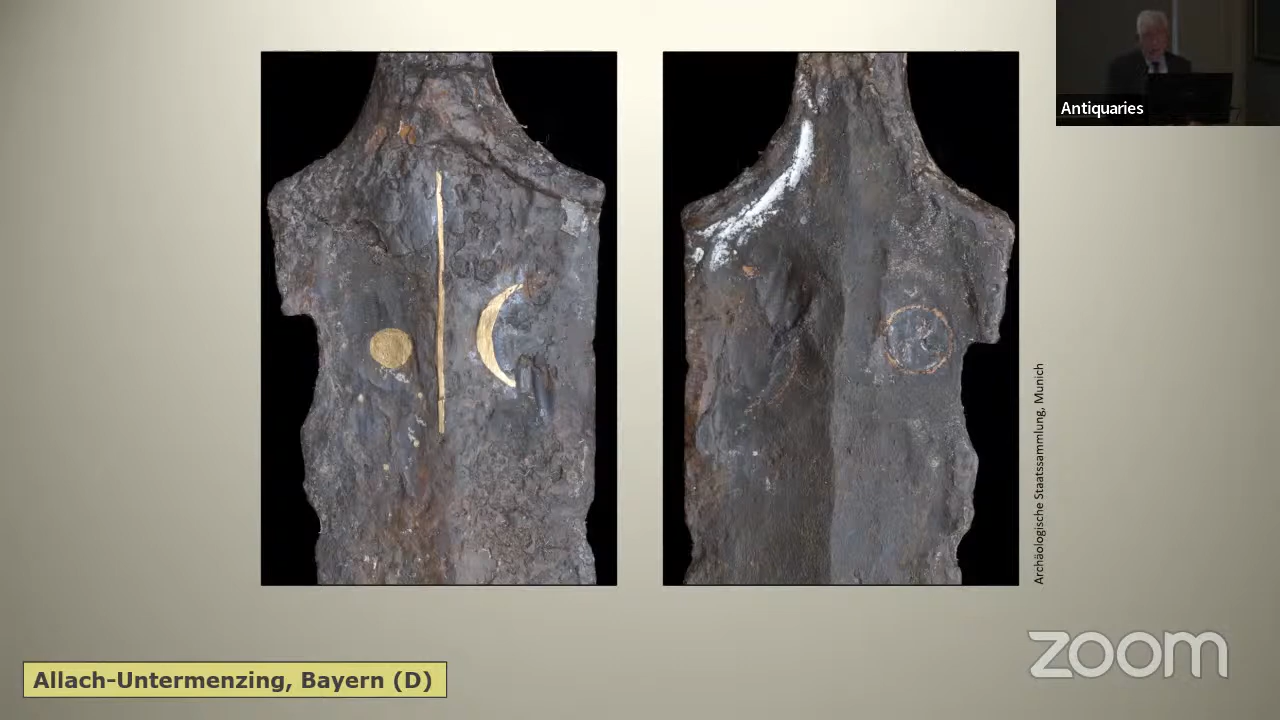 Antiquaries
Archäologische Staatssammlung, Munich
zoom
Allach-Untermenzing, Bayern (D)